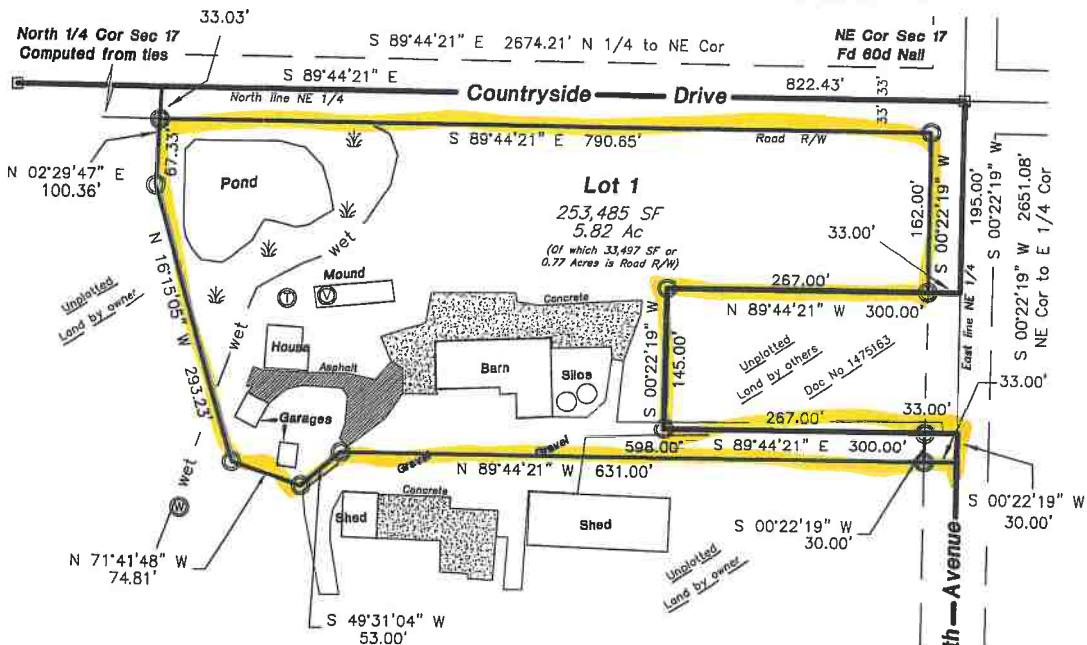 33.03'
North 1/4 Cor Sec 17
Computed from ties
S 89°44'21" E 2674.21' N 1/4 to NE Cor
NE Cor Sec 17
Fd 60d Nail
S 89°44'21" E
North line NE 1/4
Countryside Drive
822.43'
33'
33'
S 89°44'21" E 790.65'
Road R/W
N 02°29'47" E
100.36'
67.33'
Pond
Lot 1
253,485 SF
5.82 Ac
(Of which 33,497 SF or
0.77 Acres is Road R/W)
162.00'
S 00°22'19" W
195.00'
S 00°22'19" W 2651.08'
NE Cor to E 1/4 Cor
33.00'
East line NE 1/4
N 16°15'05" W
293.23'
Unplatted
Land by owner
wet
wet
Mound
T
V
267.00'
N 89°44'21" W 300.00'
Concrete
House
Asphalt
Barn
Silos
S 00°22'19" W
145.00'
Unplatted
Land by others
Doc No 1475163
33.00'
Garages
267.00'
33.00'
598.00'
S 89°44'21" E 300.00'
Gravel
Gravel
N 89°44'21" W 631.00'
wet
W
Concrete
Shed
Shed
S 00°22'19" W
30.00'
S 00°22'19" W
30.00'
N 71°41'48" W
74.81'
Unplatted
Land by owner
S 49°31'04" W
53.00'
th Avenue